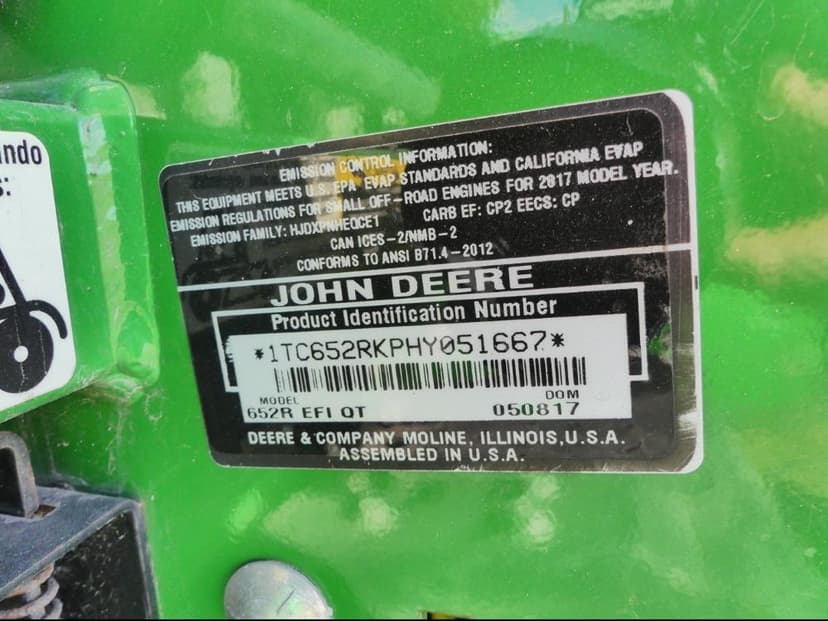 ando
s:
EMISSION CONTROL INFORMATION:
THIS EQUIPMENT MEETS U.S. EPA EVAP STANDARDS AND CALIFORNIA EVAP
EMISSION REGULATIONS FOR SMALL OFF-ROAD ENGINES FOR 2017 MODEL YEAR.
EMISSION FAMILY: HJDXPNHEQCE1 CARB EF: CP2 EECS: CP
CAN ICES-2/NMB-2
CONFORMS TO ANSI B71.4-2012
JOHN DEERE
Product Identification Number
*1TC652RKPHY051667*
MODEL DOM
652R EFI QT 050817
DEERE & COMPANY MOLINE, ILLINOIS, U.S.A.
ASSEMBLED IN U.S.A.